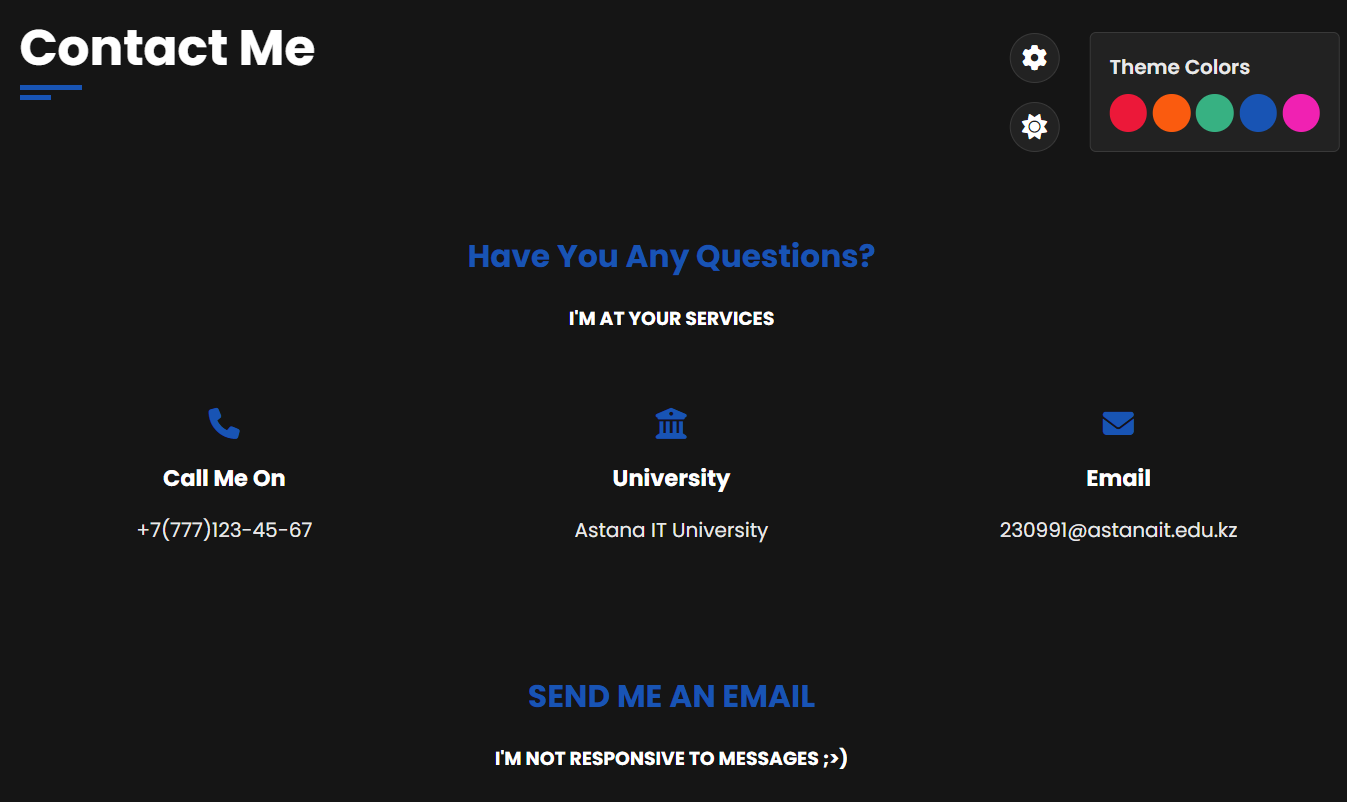 Contact Me
Theme Colors
Have You Any Questions?
I'M AT YOUR SERVICES
Call Me On
+7(777)123-45-67
University
Astana IT University
Email
230991@astanait.edu.kz
SEND ME AN EMAIL
I'M NOT RESPONSIVE TO MESSAGES ;>)